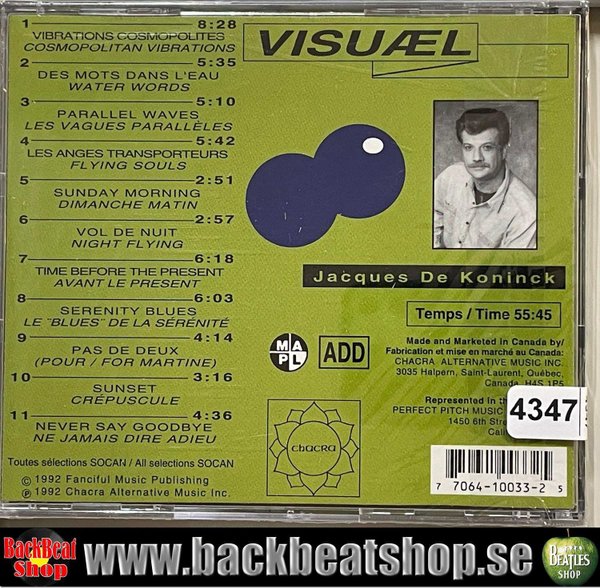 1 8:28
VIBRATIONS COSMOPOLITES
COSMOPOLITAN VIBRATIONS
2 5:35
DES MOTS DANS L'EAU
WATER WORDS
3 5:10
PARALLEL WAVES
LES VAGUES PARALLÈLES
4 5:42
LES ANGES TRANSPORTEURS
FLYING SOULS
5 2:51
SUNDAY MORNING
DIMANCHE MATIN
6 2:57
VOL DE NUIT
NIGHT FLYING
7 6:18
TIME BEFORE THE PRESENT
AVANT LE PRESENT
8 6:03
SERENITY BLUES
LE "BLUES" DE LA SÉRÉNITÉ
9 4:14
PAS DE DEUX
(POUR / FOR MARTINE)
10 3:16
SUNSET
CRÉPUSCULE
11 4:36
NEVER SAY GOODBYE
NE JAMAIS DIRE ADIEU
Toutes sélections SOCAN / All selections SOCAN
© 1992 Fanciful Music Publishing
℗ 1992 Chacra Alternative Music Inc.
VISUÆL
Jacques De Koninck
Temps / Time 55:45
MAPL
ADD
Made and Marketed in Canada by/
Fabrication et mise en marché au Canada:
CHACRA ALTERNATIVE MUSIC INC.
3035 Halpern, Saint-Laurent, Québec,
Canada, H4S 1P5
Represented in the
PERFECT PITCH MUSIC
1450 6th
4347
chacra
7 7064-10033-2 5
BackBeat
Shop
www.backbeatshop.se
BEATLES
SHOP